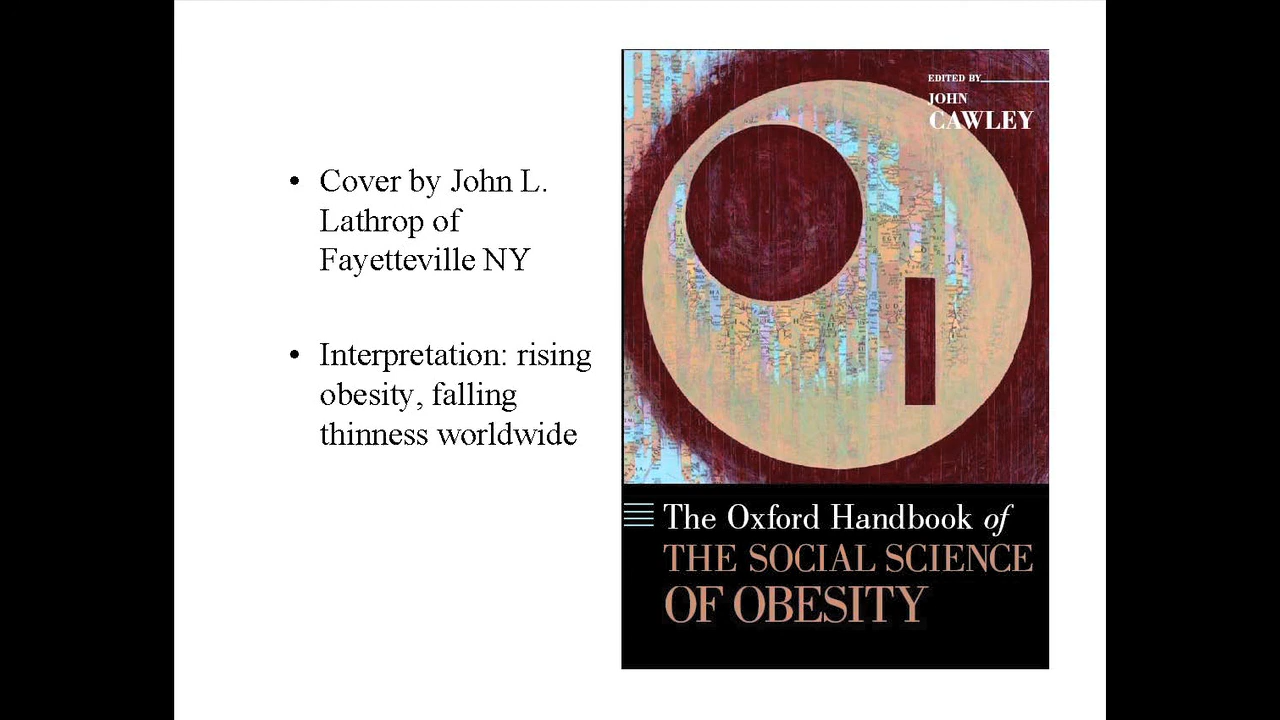 • Cover by John L.
Lathrop of
Fayetteville NY
• Interpretation: rising
obesity, falling
thinness worldwide
EDITED BY
JOHN
CAWLEY
The Oxford Handbook of
THE SOCIAL SCIENCE
OF OBESITY